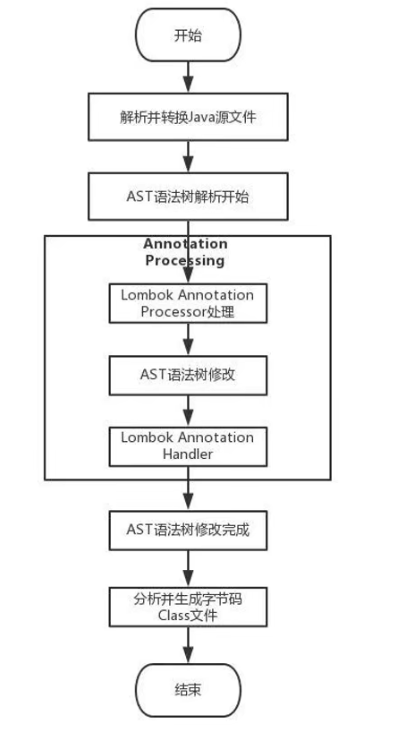 开始
解析并转换Java源文件
AST语法树解析开始
Annotation
Processing
Lombok Annotation
Processor处理
AST语法树修改
Lombok Annotation
Handler
AST语法树修改完成
分析并生成字节码
Class文件
结束